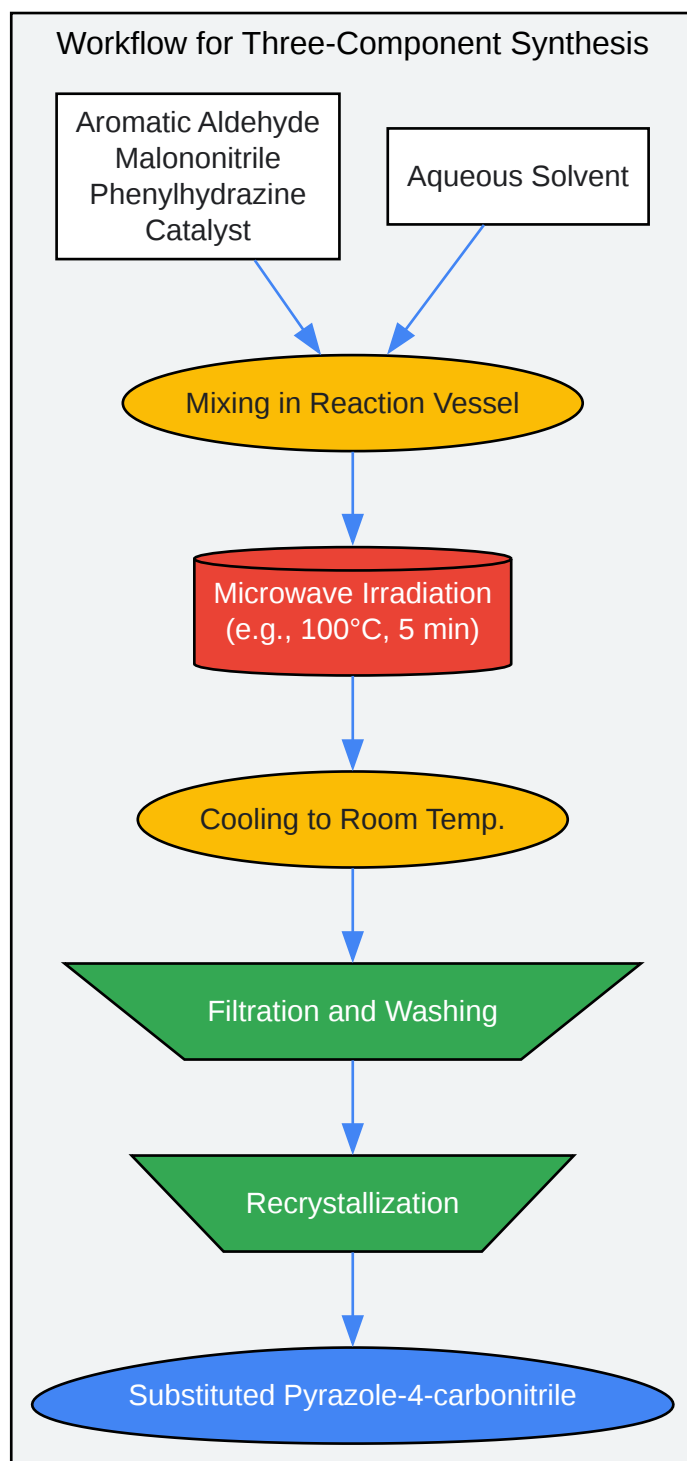 Workflow for Three-Component Synthesis
Aromatic Aldehyde
Malononitrile
Phenylhydrazine
Catalyst
Aqueous Solvent
Mixing in Reaction Vessel
Microwave Irradiation
(e.g., 100°C, 5 min)
Cooling to Room Temp.
Filtration and Washing
Recrystallization
Substituted Pyrazole-4-carbonitrile